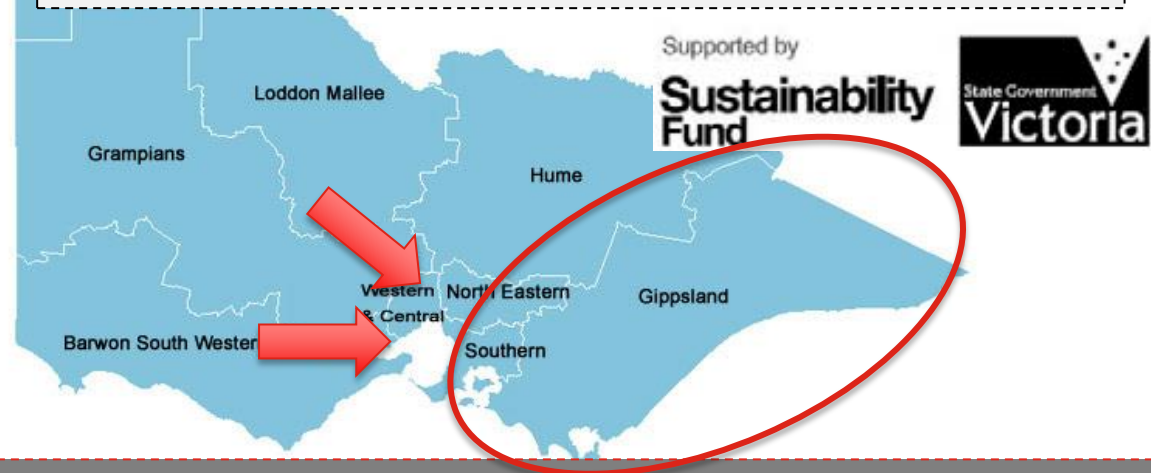 Supported by
Sustainability
Fund
State Government
Victoria
Loddon Mallee
Grampians
Hume
Western
& Central
North Eastern
Gippsland
Barwon South Wester
Southern